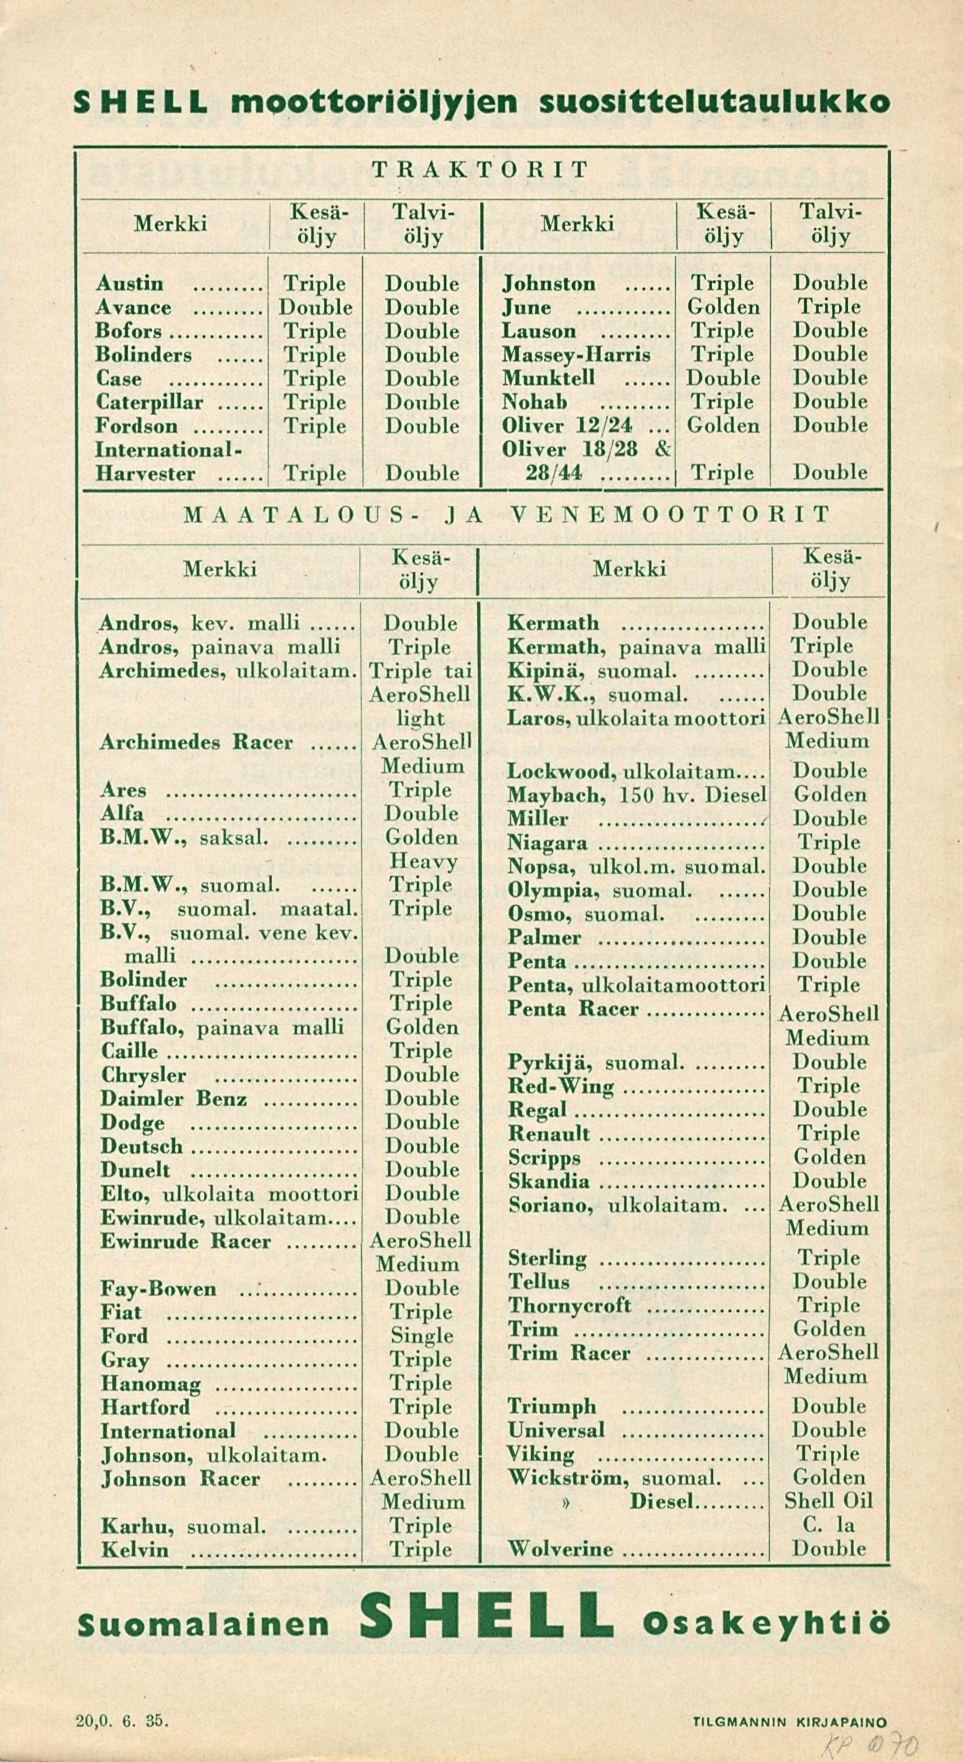 SHELL moottoriöljyjen suosittelutaulukko
TRAKTORIT
Merkki Kesä-öljy Talvi-öljy Merkki Kesä-öljy Talvi-öljy
Austin ......... Triple Double
Avance ......... Double Double
Bofors ............ Triple Double
Bolinders ...... Triple Double
Case ............ Triple Double
Caterpillar ...... Triple Double
Fordson ......... Triple Double
International-
Harvester ...... Triple Double
Johnston ...... Triple Double
June ............ Golden Triple
Lauson ......... Triple Double
Massey-Harris Triple Double
Munktell ...... Double Double
Nohab ......... Triple Double
Oliver 12/24 ... Golden Double
Oliver 18/28 &
28/44 ......... Triple Double
MAATALOUS- JA VENEMOOTTORIT
Merkki Kesä-öljy Merkki Kesä-öljy
Andros, kev. malli ...... Double
Andros, painava malli Triple
Archimedes, ulkolaitam. Triple tai
AeroShell
light
Archimedes Racer ...... AeroShell
Medium
Ares ........................ Triple
Alfa ........................ Double
B.M.W., saksal. ......... Golden
Heavy
B.M.W., suomal. ...... Triple
B.V., suomal. maatal. Triple
B.V., suomal. vene kev.
malli ..................... Double
Bolinder .................. Triple
Buffalo ..................... Triple
Buffalo, painava malli Golden
Caille ........................ Triple
Chrysler .................. Double
Daimler Benz ............ Double
Dodge ..................... Double
Deutsch ..................... Double
Dunelt ..................... Double
Elto, ulkolaita moottori Double
Ewinrude, ulkolaitam.... Double
Ewinrude Racer ......... AeroShell
Medium
Fay-Bowen ............... Double
Fiat ........................ Triple
Ford ........................ Single
Gray ........................ Triple
Hanomag .................. Triple
Hartford .................. Triple
International ............ Double
Johnson, ulkolaitam. Double
Johnson Racer ......... AeroShell
Medium
Karhu, suomal. ......... Triple
Kelvin ..................... Triple
Kermath .................. Double
Kermath, painava malli Triple
Kipinä, suomal. ......... Double
K.W.K., suomal. ...... Double
Laros, ulkolaita moottori AeroShell
Medium
Lockwood, ulkolaitam.... Double
Maybach, 150 hv. Diesel Golden
Miller ..................... Double
Niagara ..................... Triple
Nopsa, ulkol.m. suomal. Double
Olympia, suomal. ...... Double
Osmo, suomal. ......... Double
Palmer ..................... Double
Penta ........................ Double
Penta, ulkolaitamoottori Triple
Penta Racer ............... AeroShell
Medium
Pyrkijä, suomal. ......... Double
Red-Wing .................. Triple
Regal ........................ Double
Renault ..................... Triple
Scripps ..................... Golden
Skandia ..................... Double
Soriano, ulkolaitam. ... AeroShell
Medium
Sterling ..................... Triple
Tellus ..................... Double
Thornycroft ............... Triple
Trim ........................ Golden
Trim Racer ............... AeroShell
Medium
Triumph .................. Double
Universal .................. Double
Viking ..................... Triple
Wickström, suomal. ... Golden
» Diesel......... Shell Oil
C. la
Wolverine .................. Double
Suomalainen SHELL Osakeyhtiö
20,0. 6. 35.
TILGMANNIN KIRJAPAINO